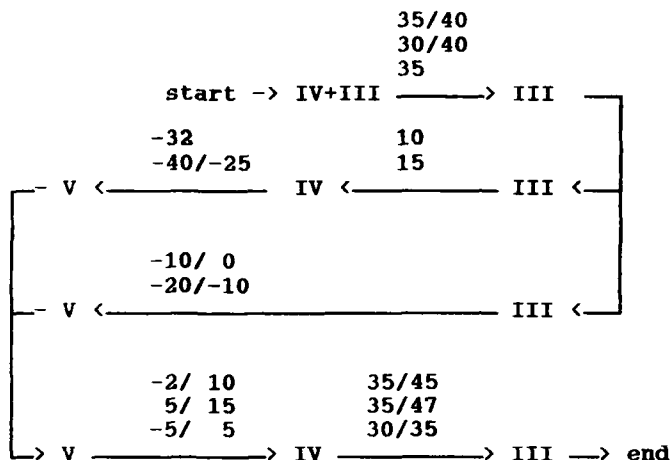 35/40
30/40
35
start -> IV+III ———> III
-32 10
-40/-25 15
- V <——— IV <——— III <
-10/ 0
-20/-10
- V <——— III <
-2/ 10 35/45
5/ 15 35/47
-5/ 5 30/35
> V ———> IV ———> III —> end